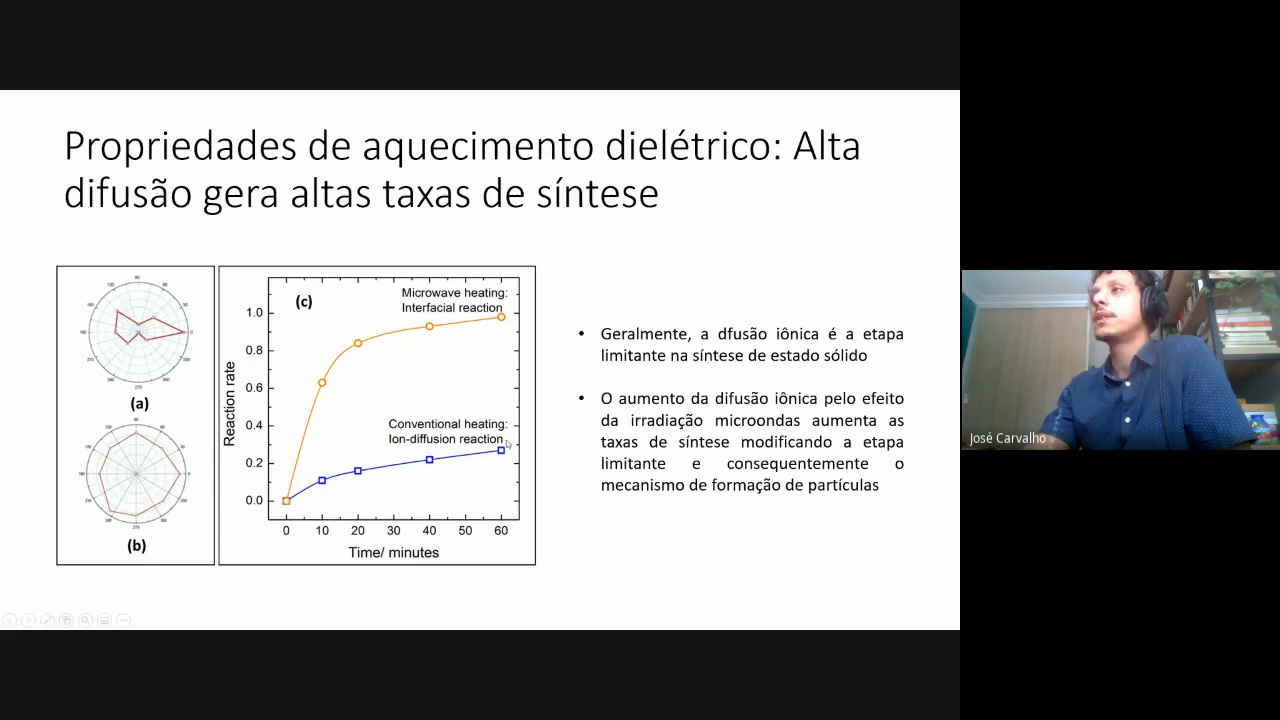 Propriedades de aquecimento dielétrico: Alta
difusão gera altas taxas de síntese
(a)
(b)
(c)
Microwave heating:
Interfacial reaction
Conventional heating:
Ion-diffusion reaction
Reaction rate
1.0
0.8
0.6
0.4
0.2
0.0
0 10 20 30 40 50 60
Time/ minutes
• Geralmente, a dfusão iônica é a etapa
limitante na síntese de estado sólido
• O aumento da difusão iônica pelo efeito
da irradiação microondas aumenta as
taxas de síntese modificando a etapa
limitante e consequentemente o
mecanismo de formação de partículas
José Carvalho